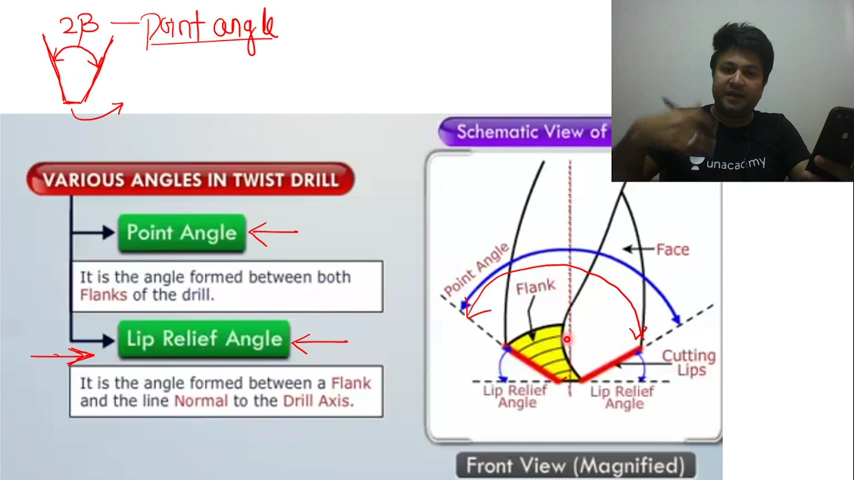 2β — point angle
Schematic View of
unacademy
VARIOUS ANGLES IN TWIST DRILL
Point Angle
It is the angle formed between both
Flanks of the drill.
Lip Relief Angle
It is the angle formed between a Flank
and the line Normal to the Drill Axis.
Point Angle
Face
Flank
Cutting
Lips
Lip Relief
Angle
Lip Relief
Angle
Front View (Magnified)